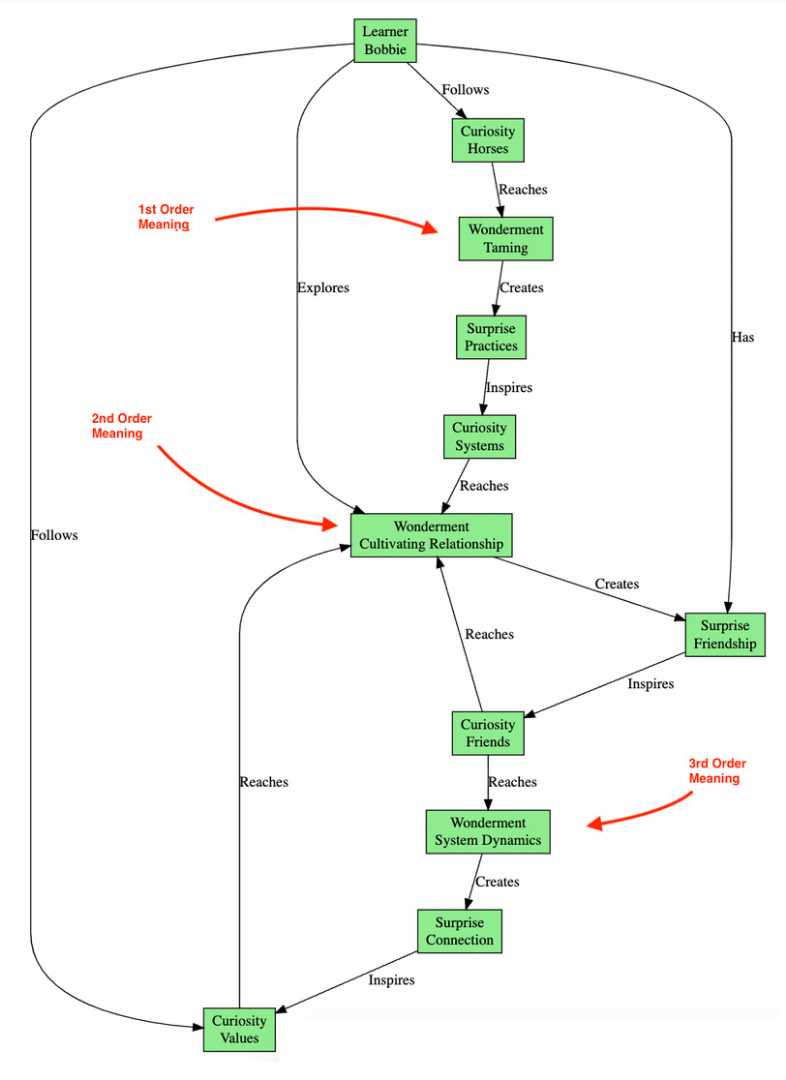 Learner
Bobbie
Follows
Curiosity
Horses
Reaches
1st Order
Meaning
Wonderment
Taming
Explores
Creates
Surprise
Practices
Has
Inspires
2nd Order
Meaning
Curiosity
Systems
Reaches
Follows
Wonderment
Cultivating Relationship
Creates
Reaches
Surprise
Friendship
Inspires
Curiosity
Friends
3rd Order
Meaning
Reaches
Reaches
Wonderment
System Dynamics
Creates
Surprise
Connection
Inspires
Curiosity
Values